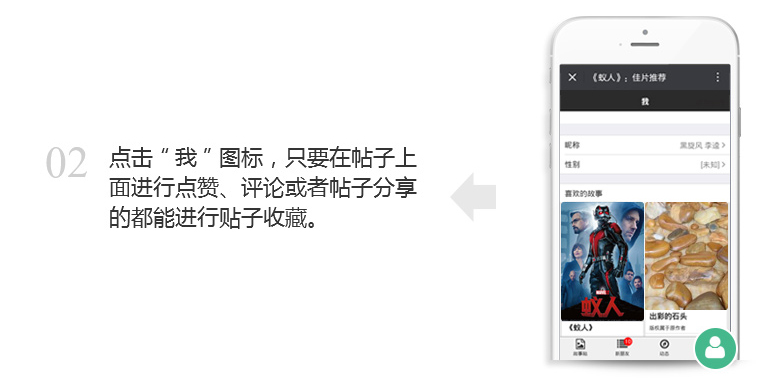 02
点击“我”图标，只要在帖子上
面进行点赞、评论或者帖子分享
的都能进行贴子收藏。
《蚁人》：佳片推荐
我
昵称
黑旋风 李逵
性别
[未知]
喜欢的故事
MARVEL
蚁人
《蚁人》
出彩的石头
版权属于原作者
故事贴
新朋友
动态